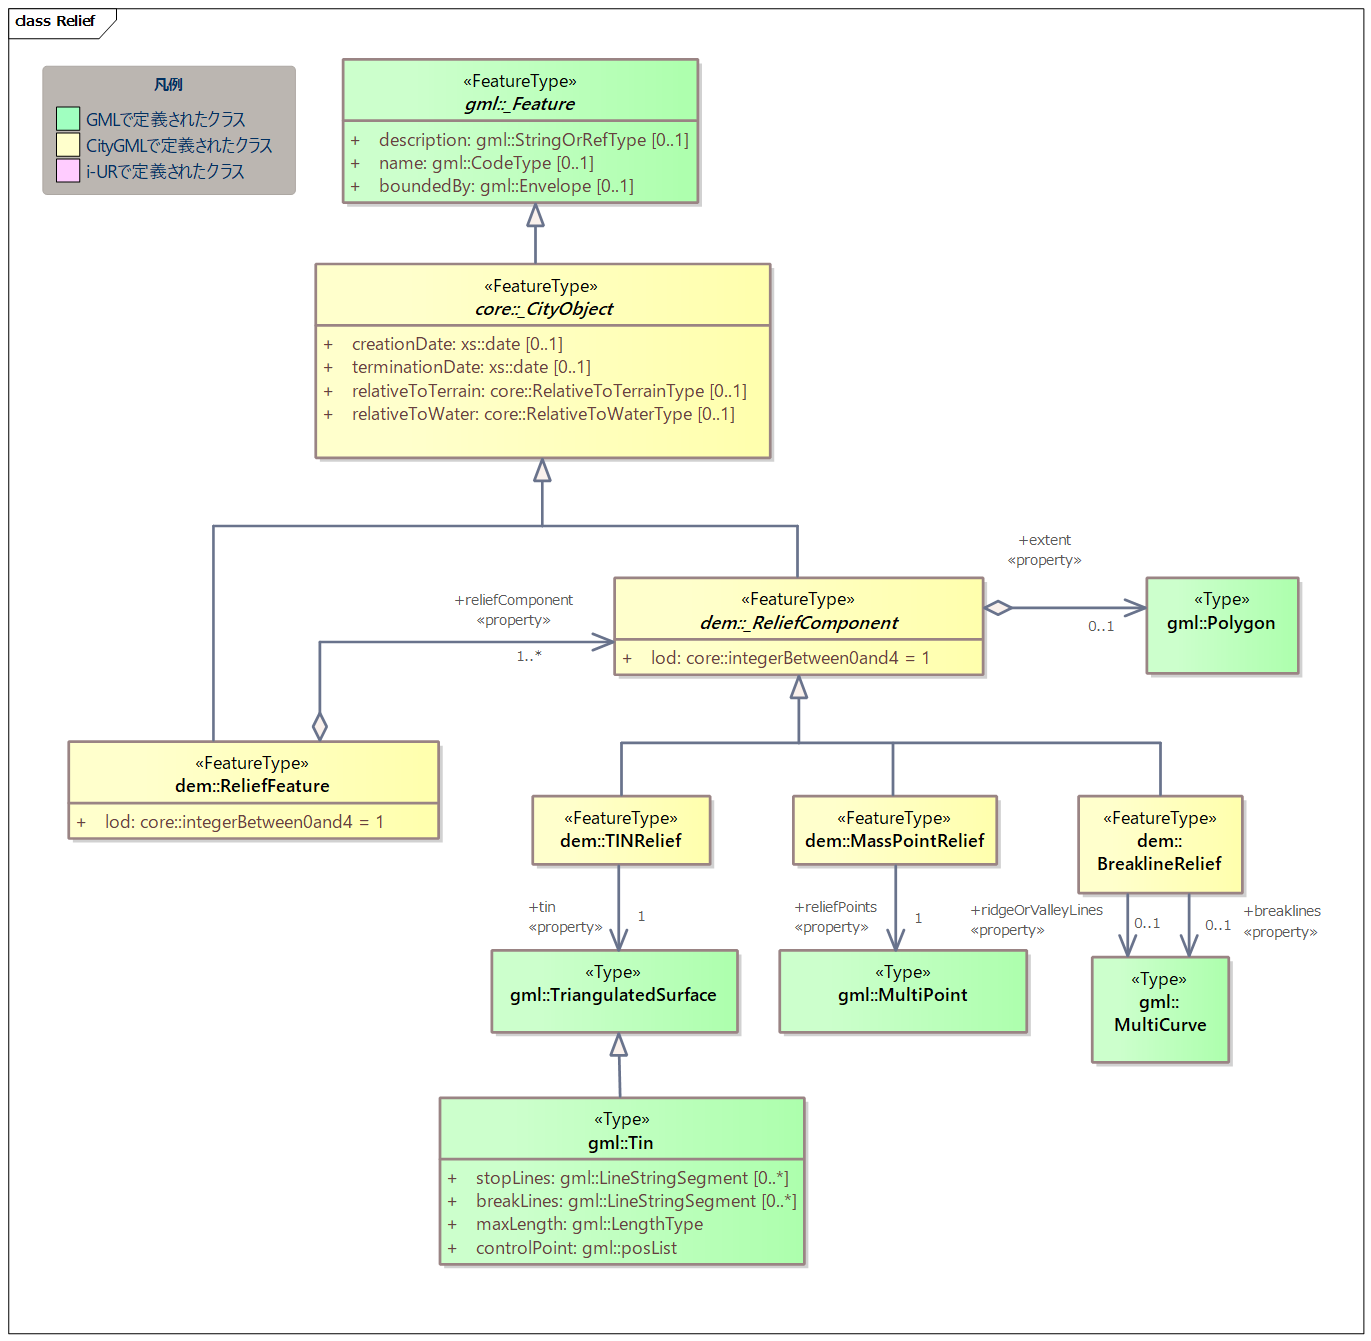 class Relief
凡例
GMLで定義されたクラス
CityGMLで定義されたクラス
i-URで定義されたクラス
«FeatureType»
gml::_Feature
+ description: gml::StringOrRefType [0..1]
+ name: gml::CodeType [0..1]
+ boundedBy: gml::Envelope [0..1]
«FeatureType»
core::_CityObject
+ creationDate: xs::date [0..1]
+ terminationDate: xs::date [0..1]
+ relativeToTerrain: core::RelativeToTerrainType [0..1]
+ relativeToWater: core::RelativeToWaterType [0..1]
+extent
«property»
0..1
«Type»
gml::Polygon
+reliefComponent
«property»
1..*
«FeatureType»
dem::_ReliefComponent
+ lod: core::integerBetween0and4 = 1
«FeatureType»
dem::ReliefFeature
+ lod: core::integerBetween0and4 = 1
«FeatureType»
dem::TINRelief
«FeatureType»
dem::MassPointRelief
«FeatureType»
dem::
BreaklineRelief
+tin
«property»
1
+reliefPoints
«property»
1
+ridgeOrValleyLines
«property»
0..1
0..1
+breaklines
«property»
«Type»
gml::TriangulatedSurface
«Type»
gml::MultiPoint
«Type»
gml::
MultiCurve
«Type»
gml::Tin
+ stopLines: gml::LineStringSegment [0..*]
+ breakLines: gml::LineStringSegment [0..*]
+ maxLength: gml::LengthType
+ controlPoint: gml::posList